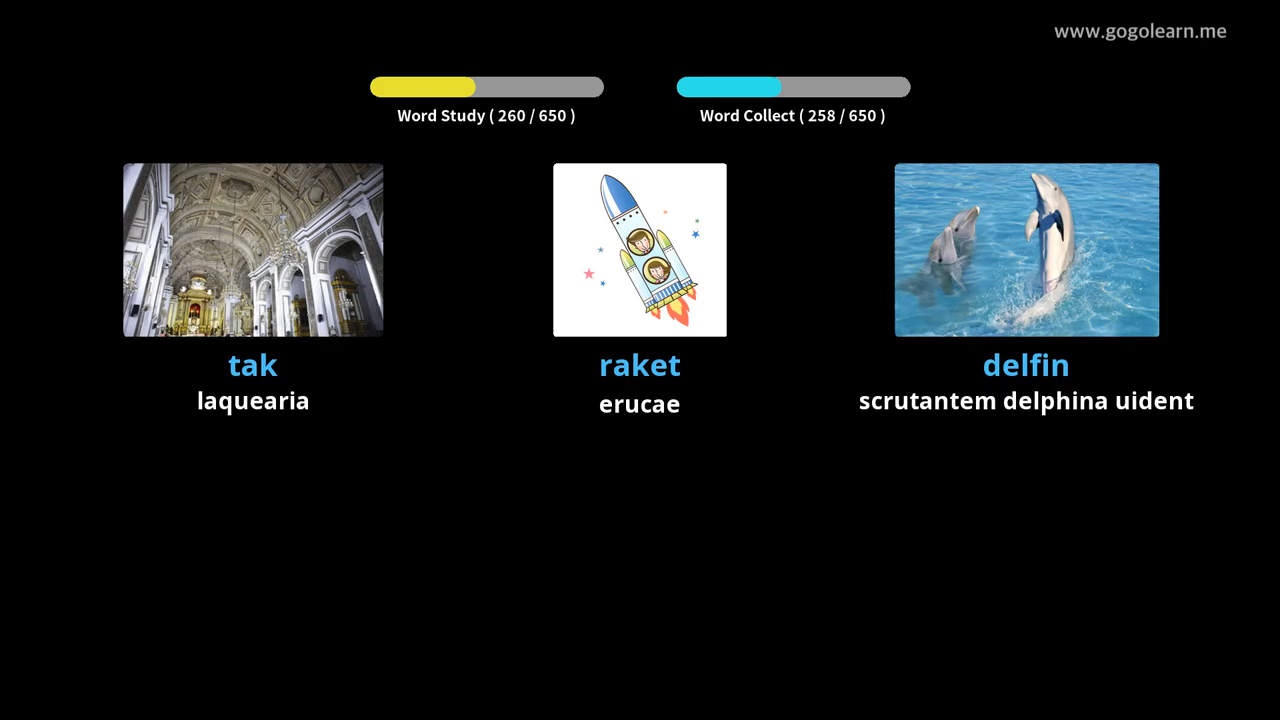 www.gogolearn.me
Word Study ( 260 / 650 )
Word Collect ( 258 / 650 )
tak
laquearia
raket
erucae
delfin
scrutantem delphina uident